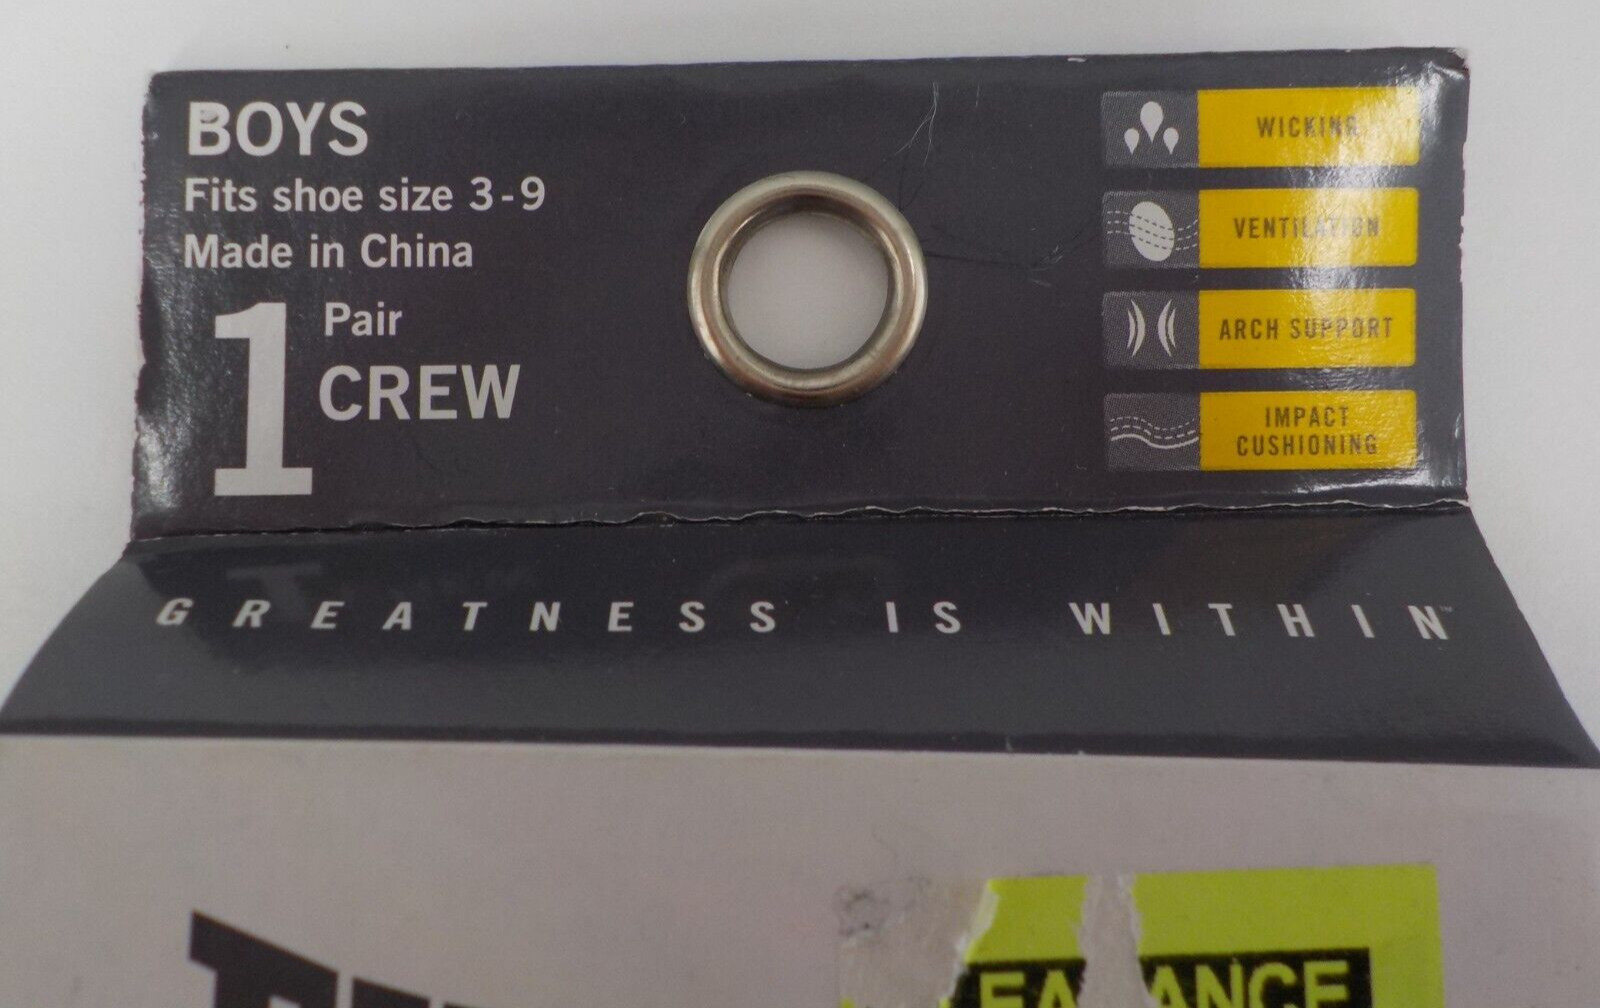 BOYS
Fits shoe size 3-9
Made in China
1 Pair
CREW
WICKING
VENTILATION
ARCH SUPPORT
IMPACT
CUSHIONING
GREATNESS IS WITHIN™